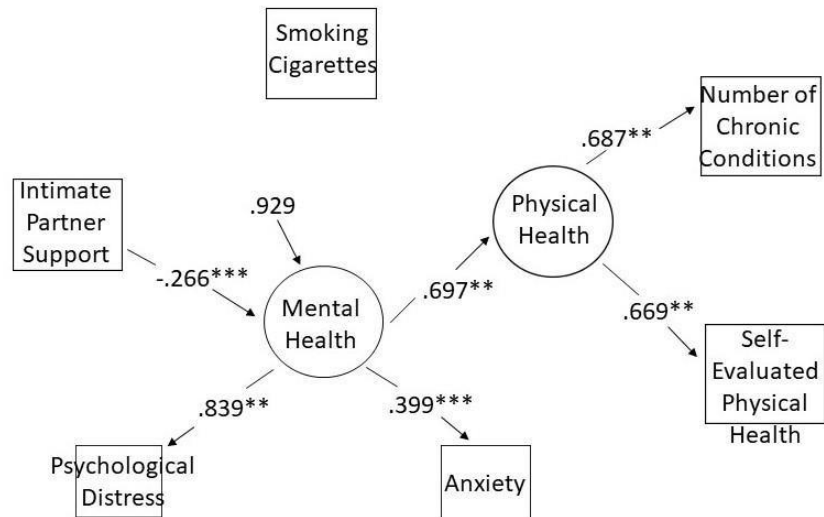 Smoking
Cigarettes
Number of
Chronic
Conditions
.687**
Intimate
Partner
Support
.929
Physical
Health
-.266***
.697**
.669**
Mental
Health
Self-
Evaluated
Physical
Health
.839**
.399***
Psychological
Distress
Anxiety